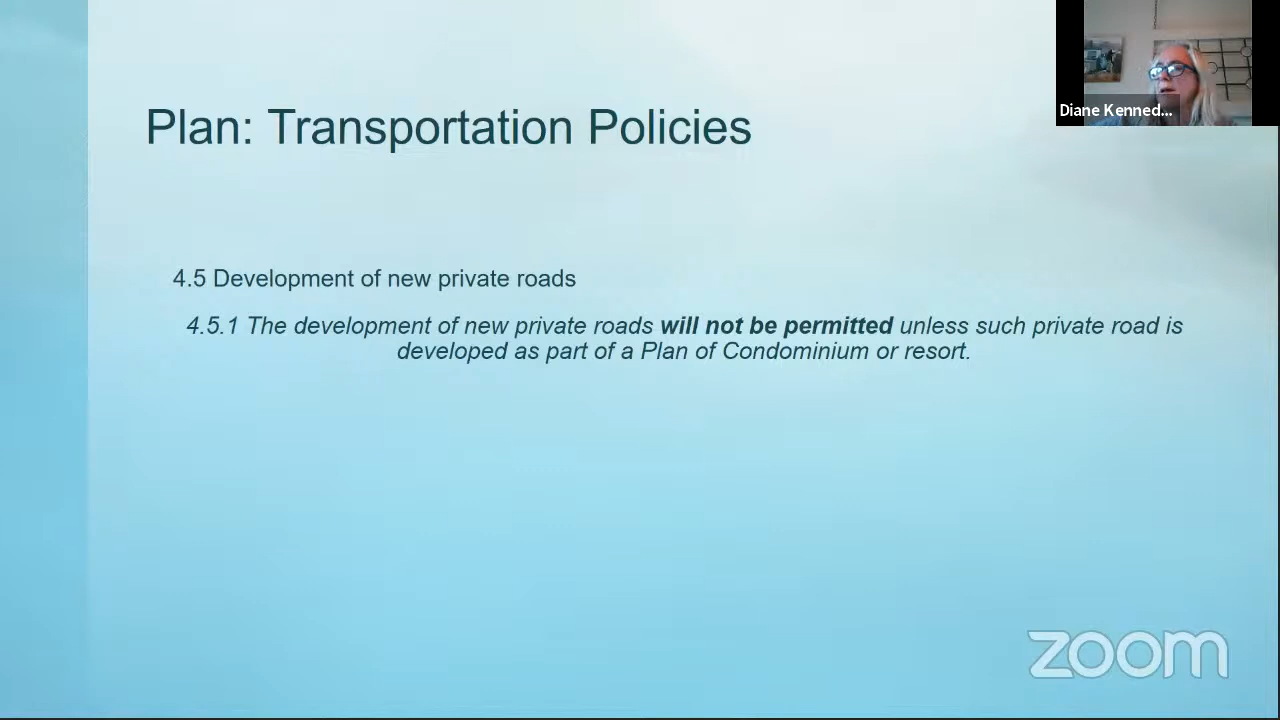 Diane Kenned...
Plan: Transportation Policies
4.5 Development of new private roads
4.5.1 The development of new private roads will not be permitted unless such private road is
developed as part of a Plan of Condominium or resort.
zoom